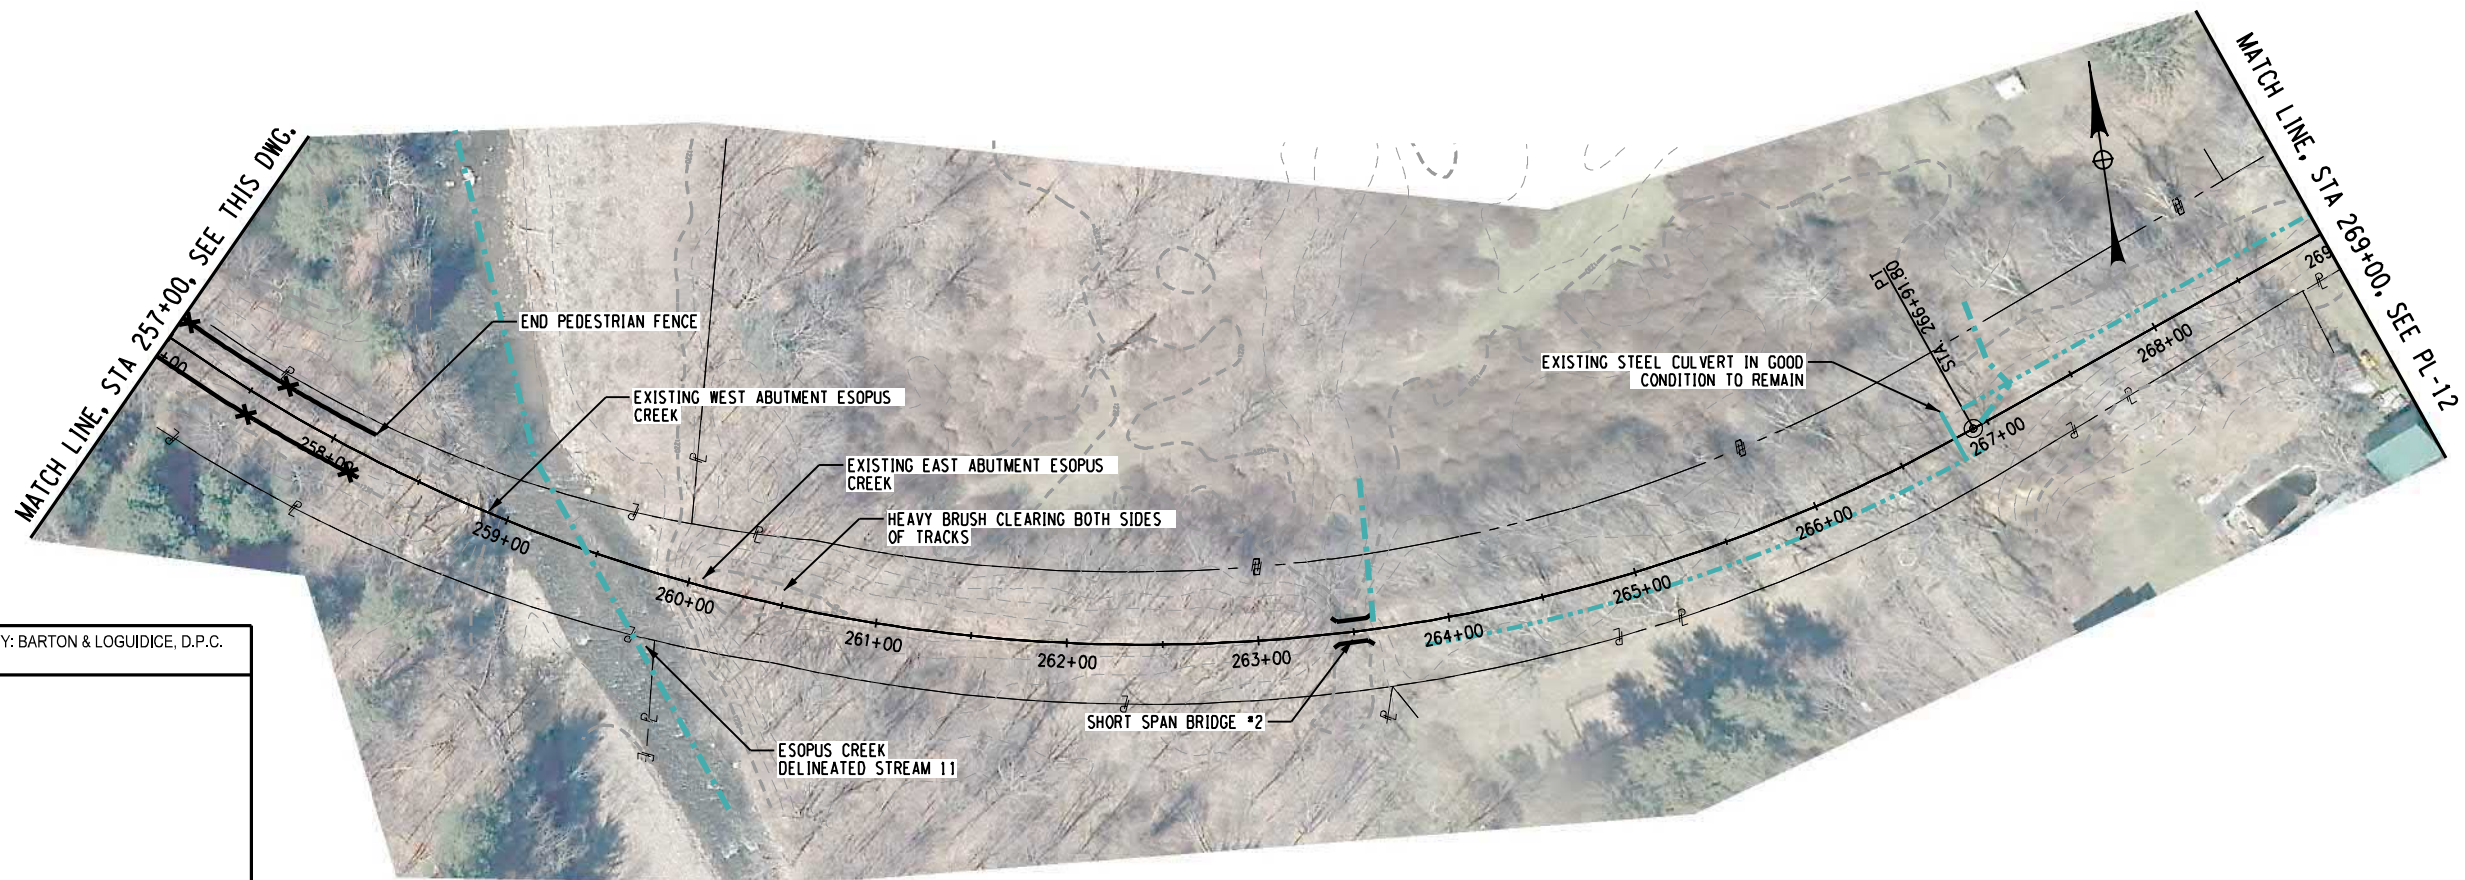 MATCH LINE, STA 257+00, SEE THIS DWG.
MATCH LINE, STA 269+00, SEE PL-12
END PEDESTRIAN FENCE
EXISTING WEST ABUTMENT ESOPUS
CREEK
EXISTING EAST ABUTMENT ESOPUS
CREEK
HEAVY BRUSH CLEARING BOTH SIDES
OF TRACKS
EXISTING STEEL CULVERT IN GOOD
CONDITION TO REMAIN
PT
STA. 266+91.80
+00
258+00
259+00
260+00
261+00
262+00
263+00
264+00
265+00
266+00
267+00
268+00
269
SHORT SPAN BRIDGE #2
ESOPUS CREEK
DELINEATED STREAM 11
Y: BARTON & LOGUIDICE, D.P.C.